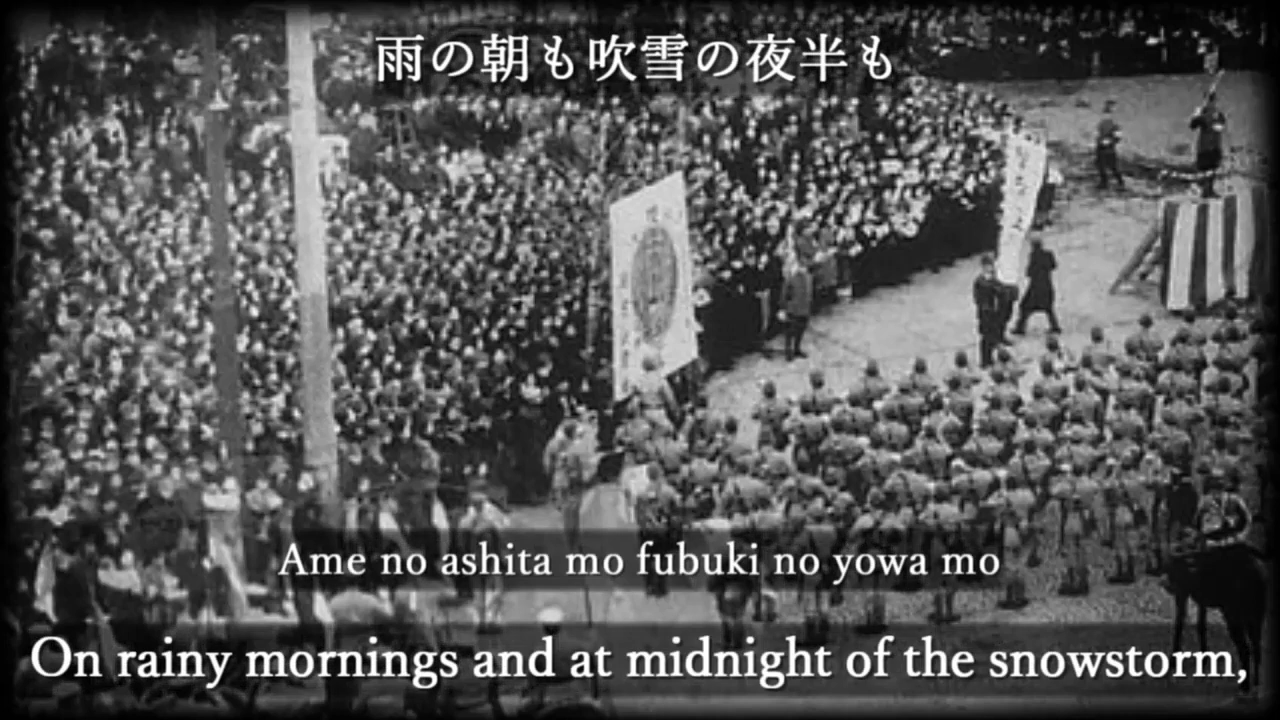 雨の朝も吹雪の夜半も
Ame no ashita mo fubuki no yowa mo
On rainy mornings and at midnight of the snowstorm,